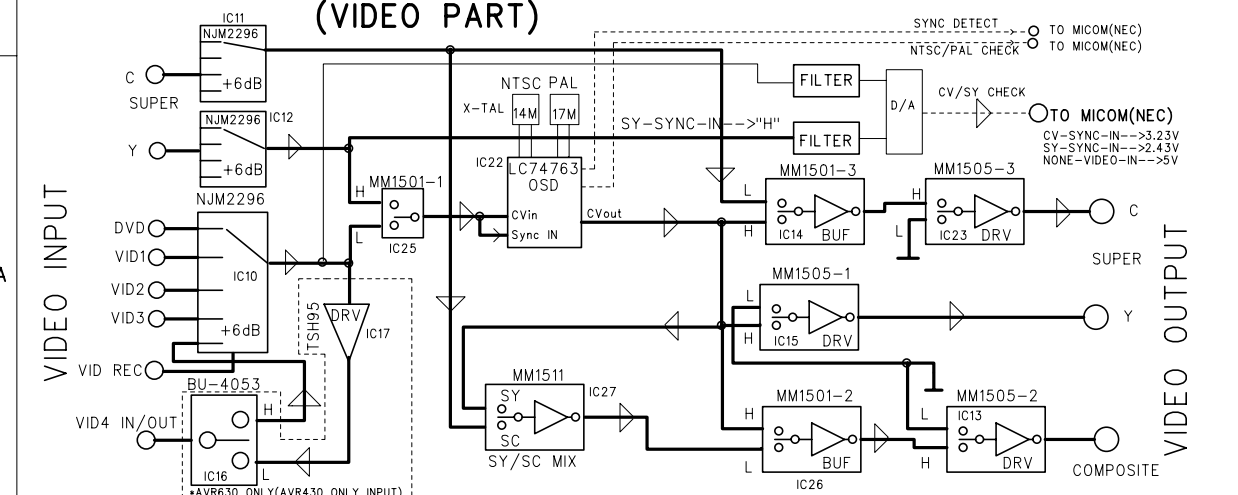 (VIDEO PART)
IC11
NJM2296
+6dB
C
SUPER
NJM2296
IC12
Y
NJM2296
DVD
VID1
VID2
VID3
IC10
+6dB
VID REC
VIDEO INPUT
A
BU-4053
VID4 IN/OUT
H
L
IC16
*AVR630 ONLY(AVR430 ONLY INPUT)
TSH95
DRV
IC17
MM1501-1
H
L
IC25
NTSC PAL
X-TAL
14M
17M
IC22
LC74763
OSD
CVin
Sync IN
CVout
SY-SYNC-IN-->"H"
SYNC DETECT
TO MICOM(NEC)
NTSC/PAL CHECK
TO MICOM(NEC)
FILTER
FILTER
D/A
CV/SY CHECK
TO MICOM(NEC)
CV-SYNC-IN-->3.23V
SY-SYNC-IN-->2.43V
NONE-VIDEO-IN-->5V
MM1501-3
L
H
IC14
BUF
MM1505-3
H
L
IC23
DRV
C
SUPER
MM1505-1
L
H
IC15
DRV
Y
MM1511
IC27
SY
SC
SY/SC MIX
MM1501-2
H
L
BUF
IC26
MM1505-2
L
H
IC13
DRV
COMPOSITE
VIDEO OUTPUT